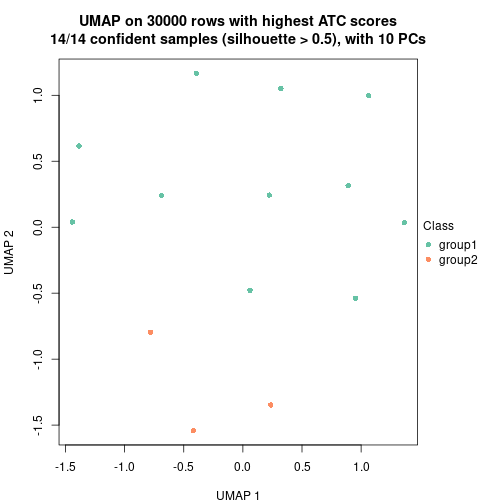 UMAP on 30000 rows with highest ATC scores
14/14 confident samples (silhouette > 0.5), with 10 PCs
1.0
0.5
0.0
-0.5
-1.0
-1.5
UMAP 2
Class
group1
group2
-1.5 -1.0 -0.5 0.0 0.5 1.0
UMAP 1